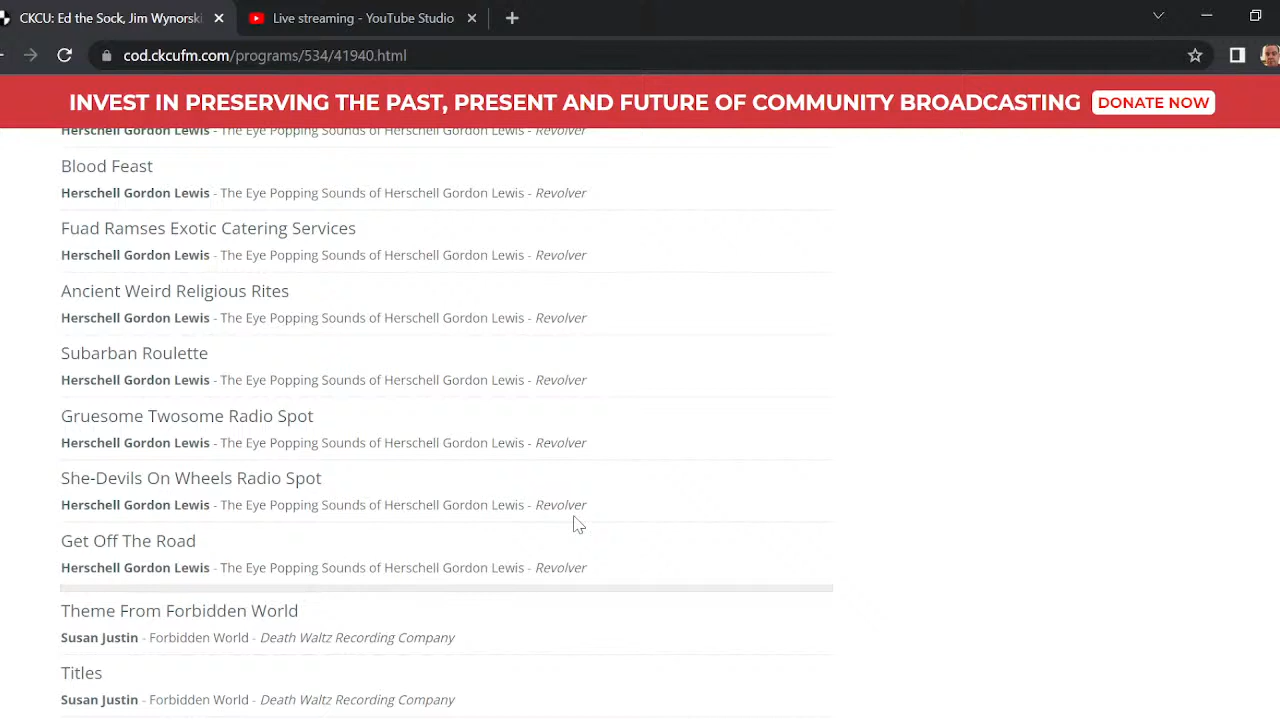 CKCU: Ed the Sock, Jim Wynorski
Live streaming - YouTube Studio
cod.ckcufm.com/programs/534/41940.html
INVEST IN PRESERVING THE PAST, PRESENT AND FUTURE OF COMMUNITY BROADCASTING DONATE NOW
Herschell Gordon Lewis - The Eye Popping Sounds of Herschell Gordon Lewis - Revolver
Blood Feast
Herschell Gordon Lewis - The Eye Popping Sounds of Herschell Gordon Lewis - Revolver
Fuad Ramses Exotic Catering Services
Herschell Gordon Lewis - The Eye Popping Sounds of Herschell Gordon Lewis - Revolver
Ancient Weird Religious Rites
Herschell Gordon Lewis - The Eye Popping Sounds of Herschell Gordon Lewis - Revolver
Subarban Roulette
Herschell Gordon Lewis - The Eye Popping Sounds of Herschell Gordon Lewis - Revolver
Gruesome Twosome Radio Spot
Herschell Gordon Lewis - The Eye Popping Sounds of Herschell Gordon Lewis - Revolver
She-Devils On Wheels Radio Spot
Herschell Gordon Lewis - The Eye Popping Sounds of Herschell Gordon Lewis - Revolver
Get Off The Road
Herschell Gordon Lewis - The Eye Popping Sounds of Herschell Gordon Lewis - Revolver
Theme From Forbidden World
Susan Justin - Forbidden World - Death Waltz Recording Company
Titles
Susan Justin - Forbidden World - Death Waltz Recording Company